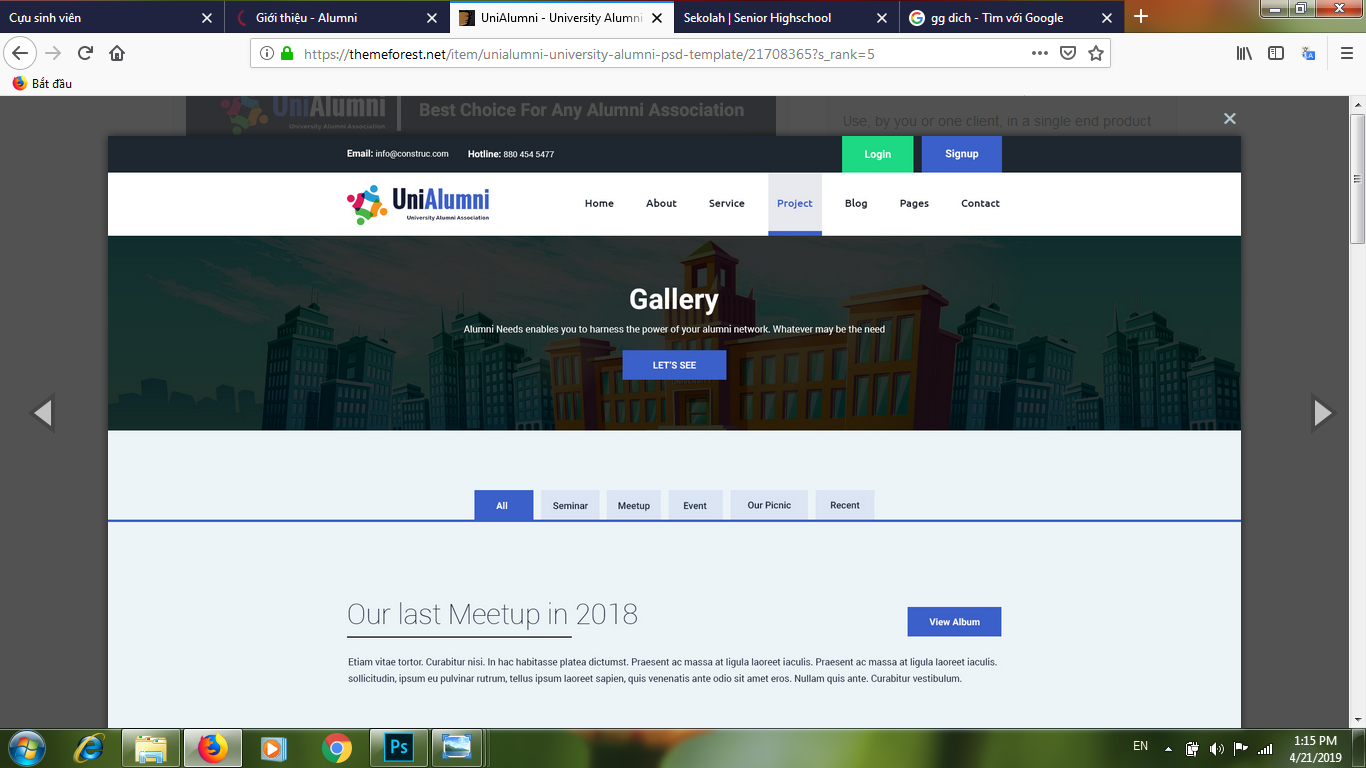 Cựu sinh viên
Giới thiệu - Alumni
UniAlumni - University Alumni
Sekolah | Senior Highschool
gg dich - Tìm với Google
https://themeforest.net/item/unialumni-university-alumni-psd-template/21708365?s_rank=5
Bắt đầu
UniAlumni
University Alumni Association
Best Choice For Any Alumni Association
Use, by you or one client, in a single end product
Email: info@construc.com Hotline: 880 454 5477
Login Signup
UniAlumni
University Alumni Association
Home About Service Project Blog Pages Contact
Gallery
Alumni Needs enables you to harness the power of your alumni network. Whatever may be the need
LET'S SEE
All Seminar Meetup Event Our Picnic Recent
Our last Meetup in 2018
View Album
Etiam vitae tortor. Curabitur nisi. In hac habitasse platea dictumst. Praesent ac massa at ligula laoreet iaculis. Praesent ac massa at ligula laoreet iaculis.
sollicitudin, ipsum eu pulvinar rutrum, tellus ipsum laoreet sapien, quis venenatis ante odio sit amet eros. Nullam quis ante. Curabitur vestibulum.
Ps
EN
1:15 PM
4/21/2019